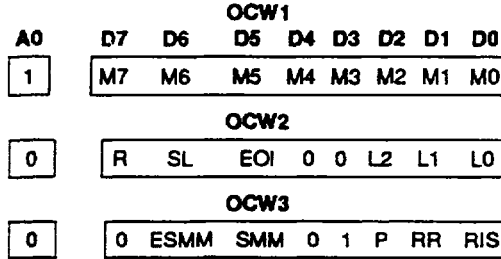 OCW1
A0 D7 D6 D5 D4 D3 D2 D1 D0
1 M7 M6 M5 M4 M3 M2 M1 M0
OCW2
0 R SL EOI 0 0 L2 L1 L0
OCW3
0 0 ESMM SMM 0 1 P RR RIS